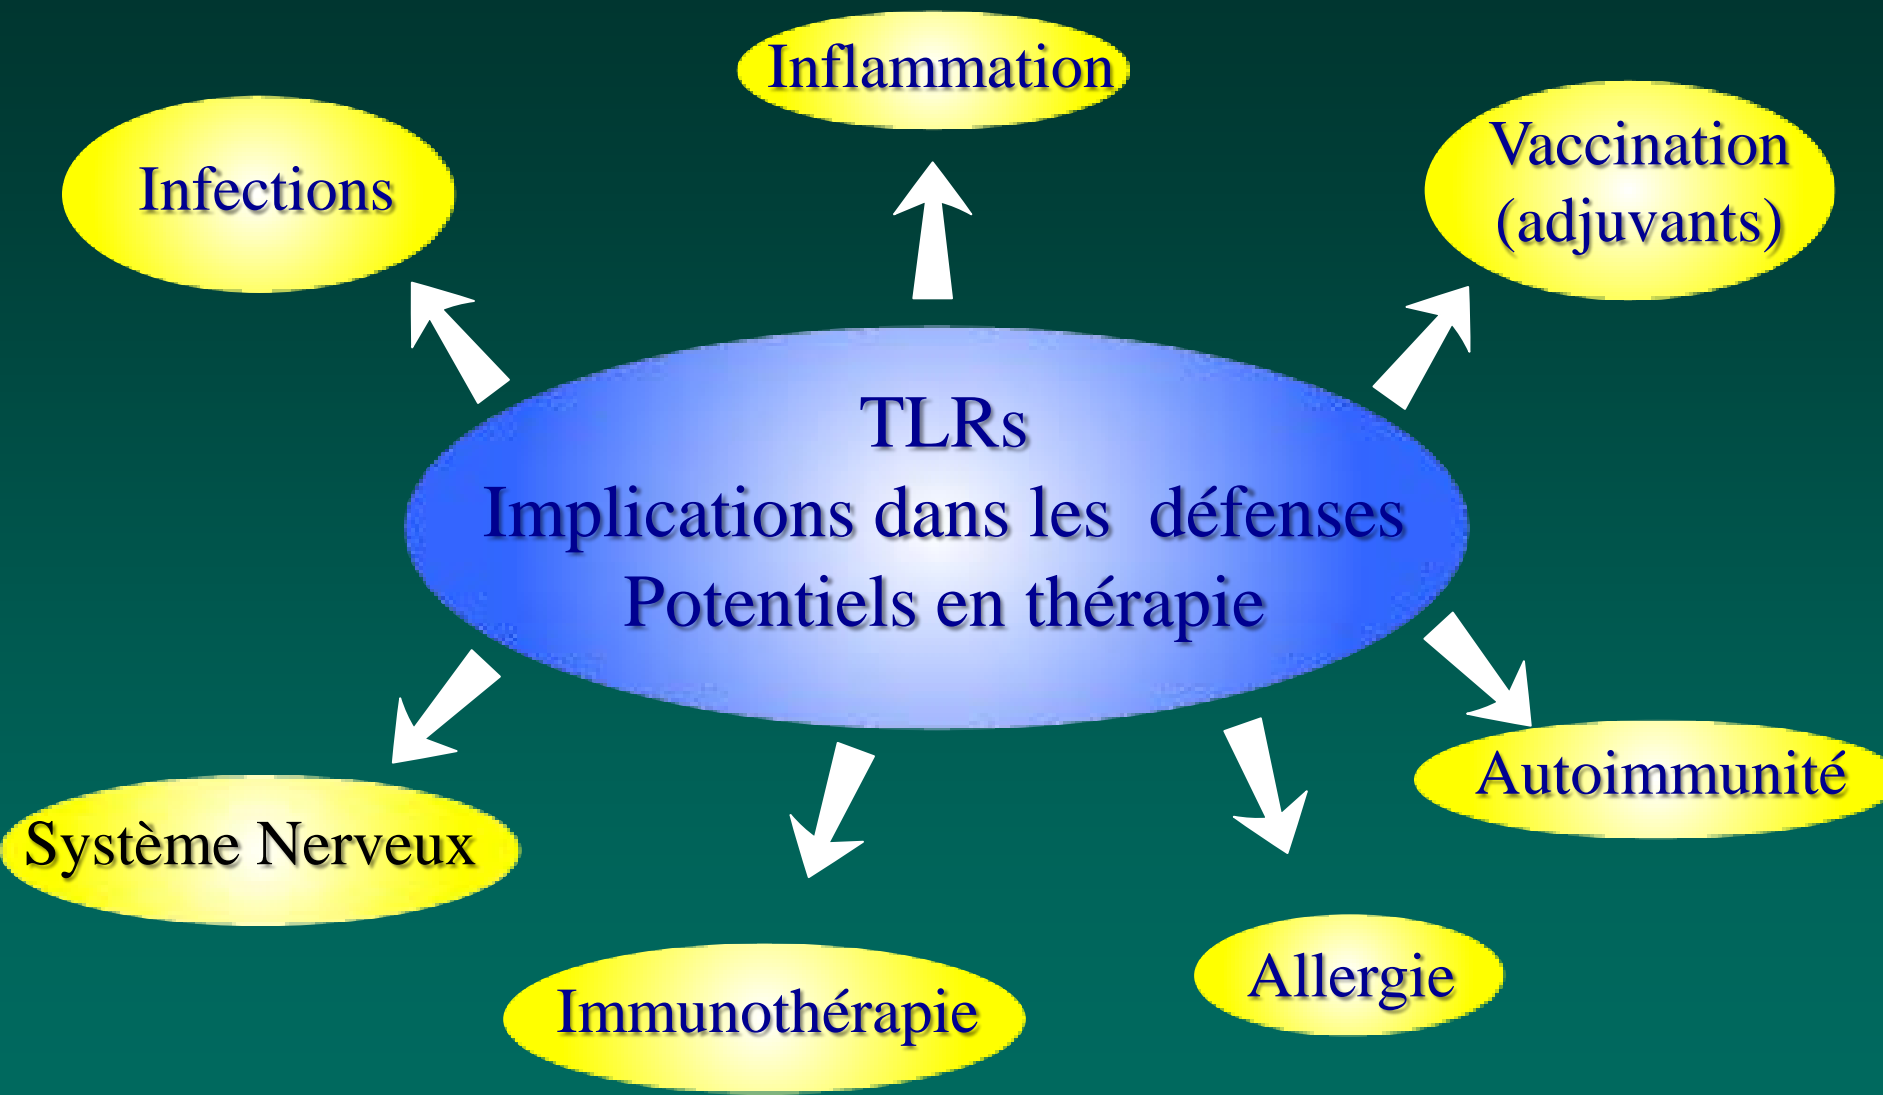 Inflammation
Infections
Vaccination
(adjuvants)
TLRs
Implications dans les défenses
Potentiels en thérapie
Autoimmunité
Système Nerveux
Allergie
Immunothérapie